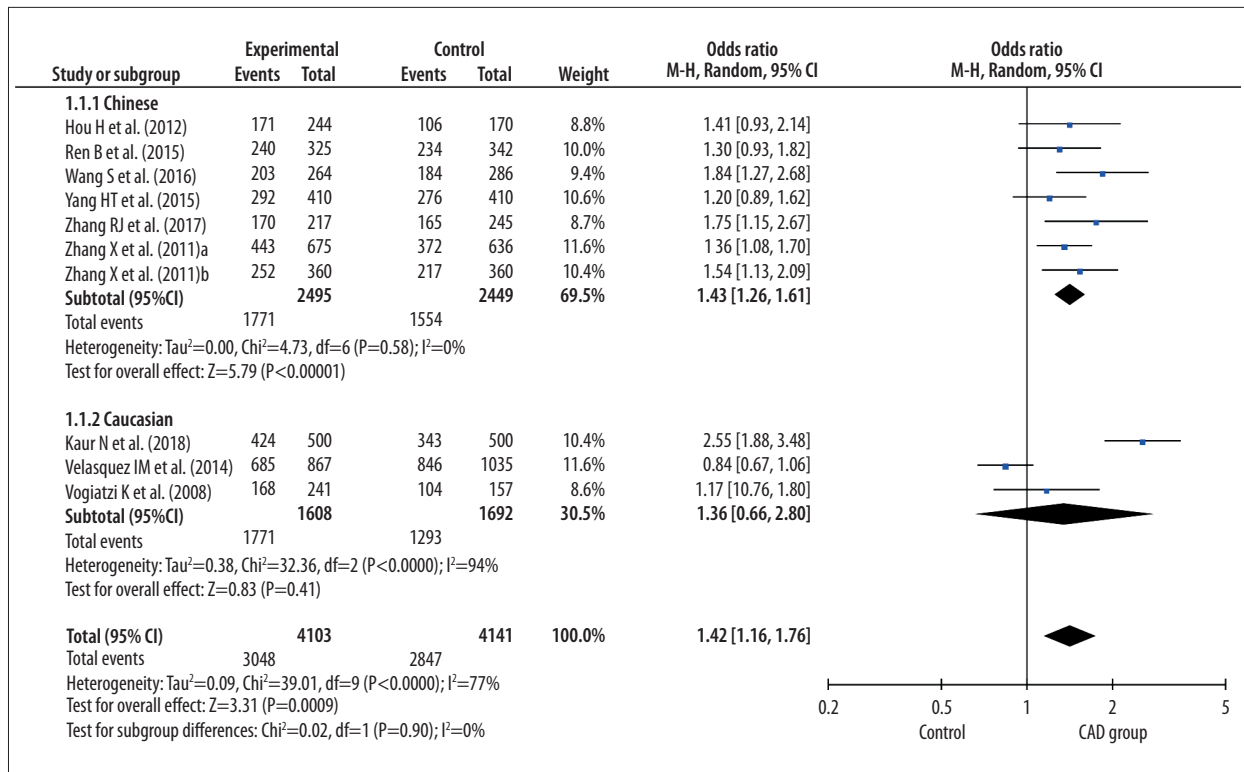 Experimental Control Odds ratio Odds ratio
Study or subgroup Events Total Events Total Weight M-H, Random, 95% CI M-H, Random, 95% CI
1.1.1 Chinese
Hou H et al. (2012) 171 244 106 170 8.8% 1.41 [0.93, 2.14]
Ren B et al. (2015) 240 325 234 342 10.0% 1.30 [0.93, 1.82]
Wang S et al. (2016) 203 264 184 286 9.4% 1.84 [1.27, 2.68]
Yang HT et al. (2015) 292 410 276 410 10.6% 1.20 [0.89, 1.62]
Zhang RJ et al. (2017) 170 217 165 245 8.7% 1.75 [1.15, 2.67]
Zhang X et al. (2011)a 443 675 372 636 11.6% 1 36 [1.08, 1.70]
Zhang X et al. (2011)b 252 360 217 360 10.4% 1.54 [1.13, 2.09]
Subtotal (95%CI) 2495 2449 69.5% 1.43 [1.26, 1.61]
Total events 1771 1554
Heterogeneity: Tau²=0.00, Chi²=4.73, df=6 (P=0.58); I²=0%
Test for overall effect: Z=5.79 (P<0.00001)
1.1.2 Caucasian
Kaur N et al. (2018) 424 500 343 500 10.4% 2.55 [1.88, 3.48]
Velasquez IM et al. (2014) 685 867 846 1035 11.6% 0.84 [0.67, 1.06]
Vogiatzi K et al. (2008) 168 241 104 157 8.6% 1.17 [10.76, 1.80]
Subtotal (95%CI) 1608 1692 30.5% 1.36 [0.66, 2.80]
Total events 1771 1293
Heterogeneity: Tau²=0.38, Chi²=32.36, df=2 (P<0.0000); I²=94%
Test for overall effect: Z=0.83 (P=0.41)
Total (95% CI) 4103 4141 100.0% 1.42 [1.16, 1.76]
Total events 3048 2847
Heterogeneity: Tau²=0.09, Chi²=39.01, df=9 (P<0.0000); I²=77%
Test for overall effect: Z=3.31 (P=0.0009)
Test for subgroup differences: Chi²=0.02, df=1 (P=0.90); I²=0%
0.2 0.5 1 2 5
Control CAD group